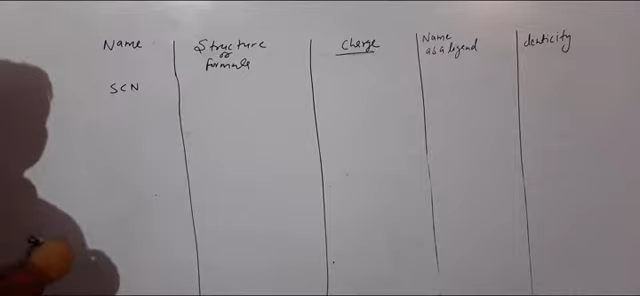 Name
Structure
or
formula
Charge
Name
as a ligand
denticity
SCN